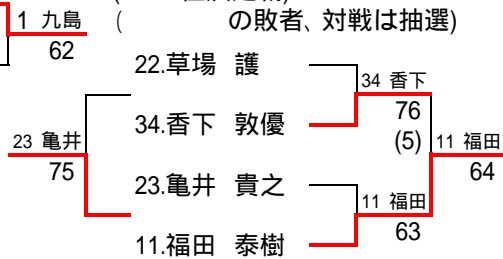 1 九島
62
( の敗者、対戦は抽選)
22.草場 護
34 香下
34.香下 敦優
76
(5)
23 亀井
75
11 福田
64
23.亀井 貴之
11 福田
63
11.福田 泰樹